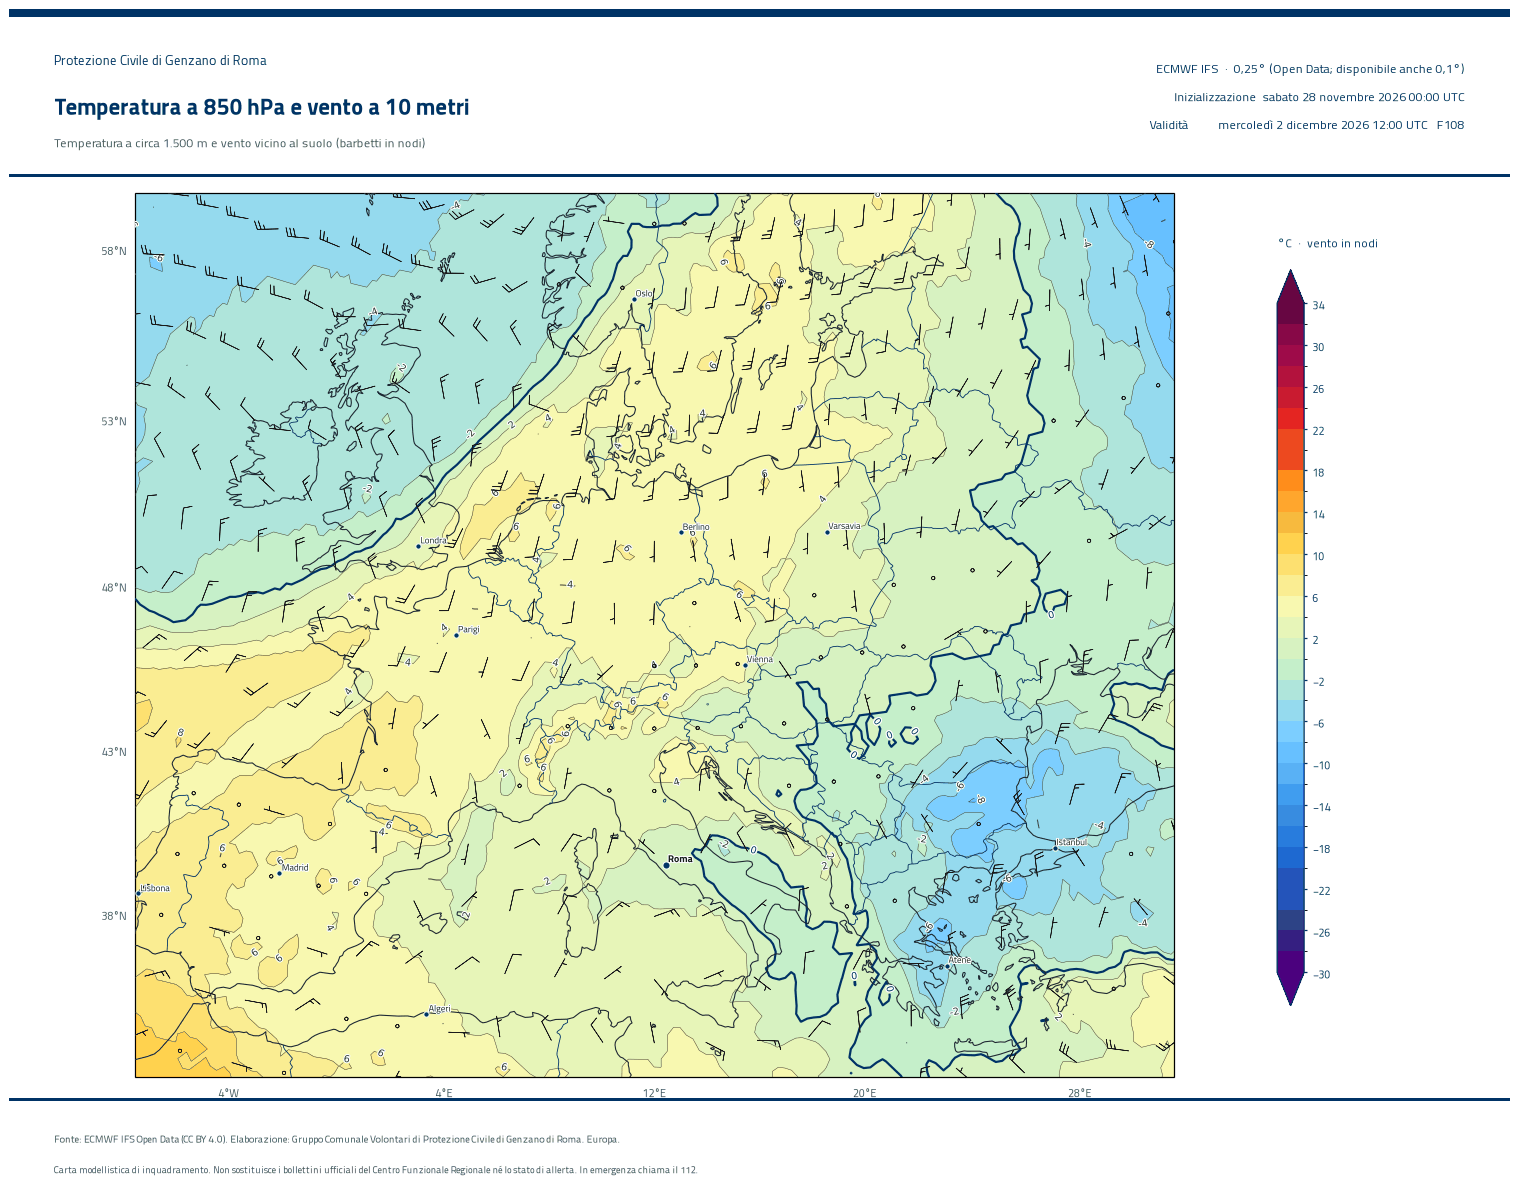 Protezione Civile di Genzano di Roma
Temperatura a 850 hPa e vento a 10 metri
Temperatura a circa 1.500 m e vento vicino al suolo (barbetti in nodi)
ECMWF IFS · 0,25° (Open Data; disponibile anche 0,1°)
Inizializzazione sabato 28 novembre 2026 00:00 UTC
Validità mercoledì 2 dicembre 2026 12:00 UTC F108
°C · vento in nodi
34
30
26
22
18
14
10
6
2
−2
−6
−10
−14
−18
−22
−26
−30
58°N
53°N
48°N
43°N
38°N
4°W
4°E
12°E
20°E
28°E
Oslo
Londra
Berlino
Varsavia
Parigi
Vienna
Madrid
Lisbona
Roma
Istanbul
Atene
Algeri
Fonte: ECMWF IFS Open Data (CC BY 4.0). Elaborazione: Gruppo Comunale Volontari di Protezione Civile di Genzano di Roma. Europa.
Carta modellistica di inquadramento. Non sostituisce i bollettini ufficiali del Centro Funzionale Regionale né lo stato di allerta. In emergenza chiama il 112.